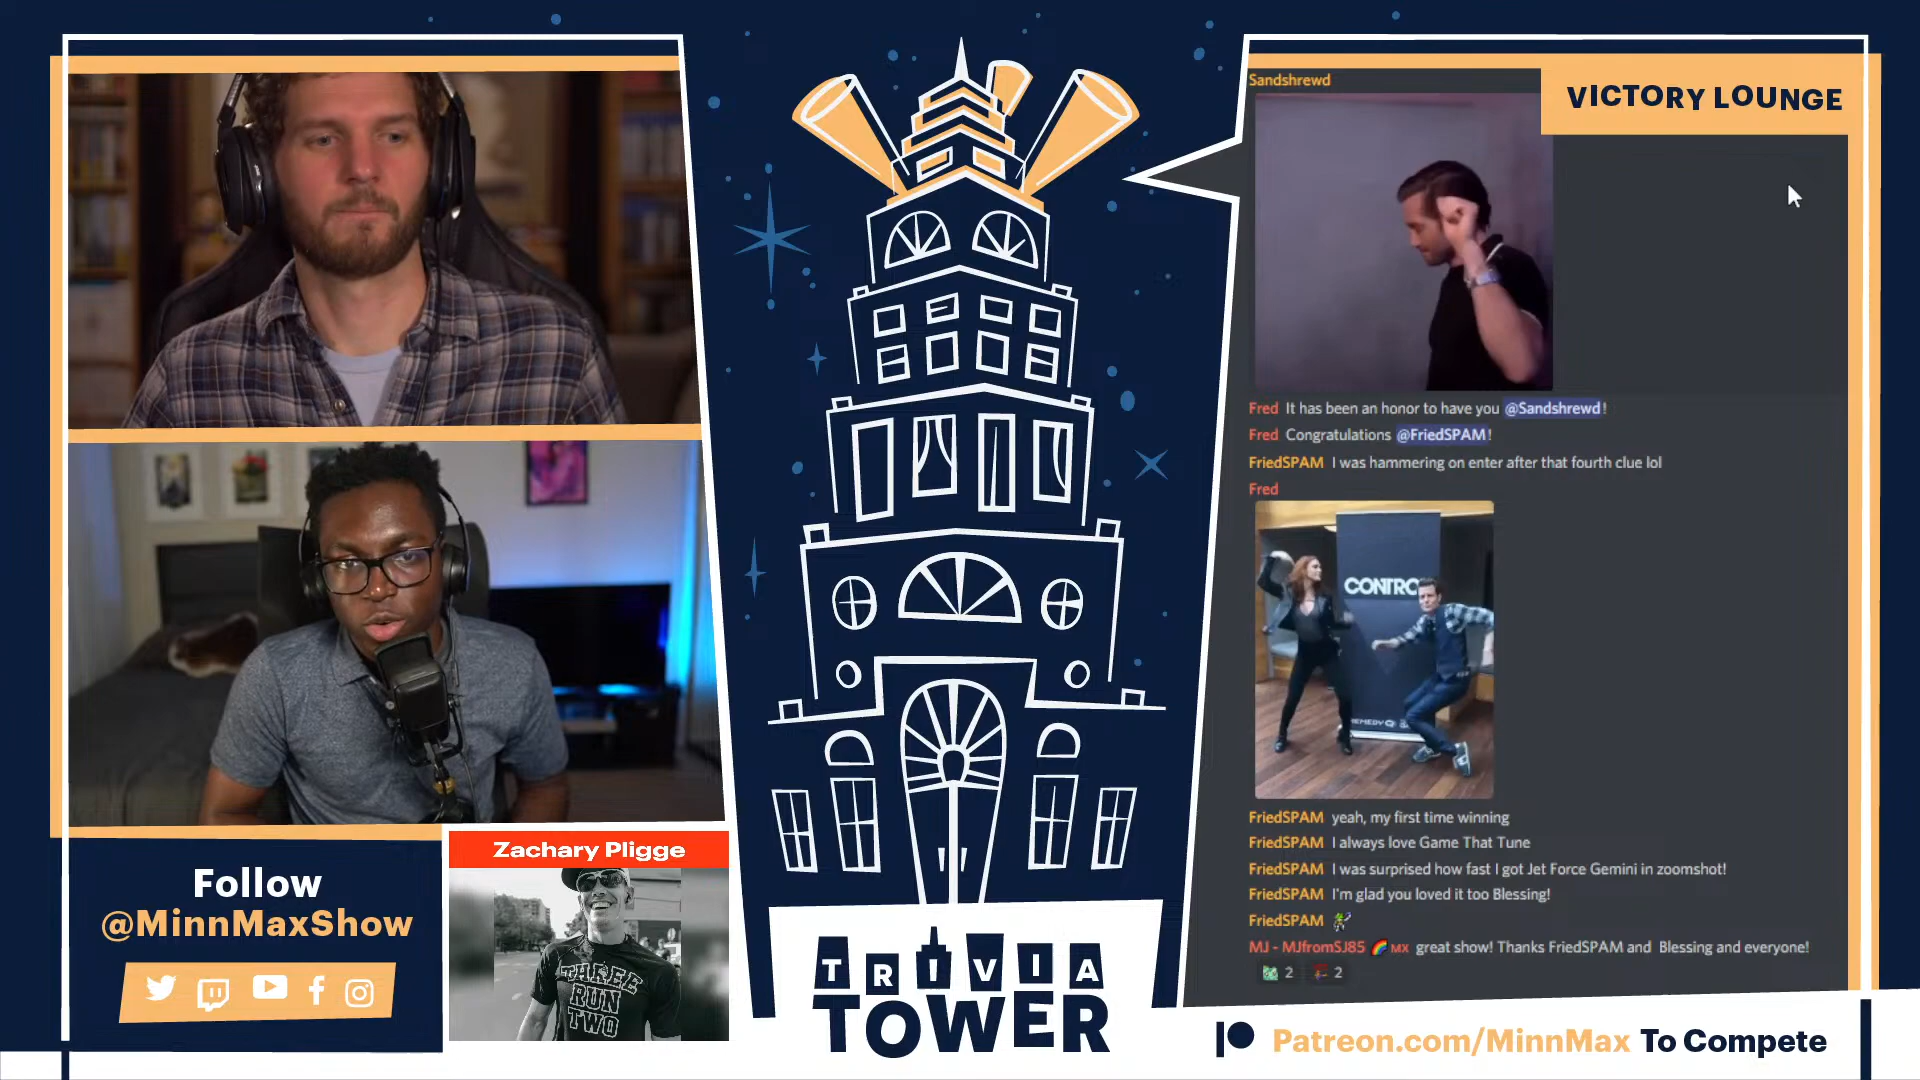 Sandshrewd
VICTORY LOUNGE
Fred It has been an honor to have you @Sandshrewd!
Fred Congratulations @FriedSPAM!
FriedSPAM I was hammering on enter after that fourth clue lol
Fred
CONTRO
REMEDY
FriedSPAM yeah, my first time winning
FriedSPAM I always love Game That Tune
FriedSPAM I was surprised how fast I got Jet Force Gemini in zoomshot!
FriedSPAM I'm glad you loved it too Blessing!
FriedSPAM
MJ - MJfromSJ85 🌈 MX great show! Thanks FriedSPAM and Blessing and everyone!
2 2
Follow
@MinnMaxShow
Zachary Pligge
THREE
RUN
TWO
TRIVIA
TOWER
Patreon.com/MinnMax To Compete